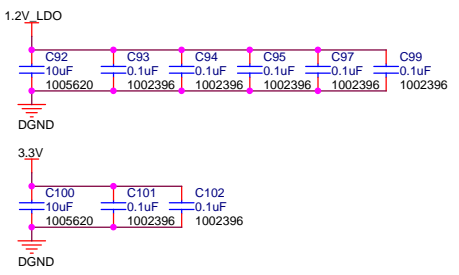 1.2V_LDO
C92 C93 C94 C95 C97 C99
10uF 0.1uF 0.1uF 0.1uF 0.1uF 0.1uF
1005620 1002396 1002396 1002396 1002396 1002396
DGND
3.3V
C100 C101 C102
10uF 0.1uF 0.1uF
1005620 1002396 1002396
DGND